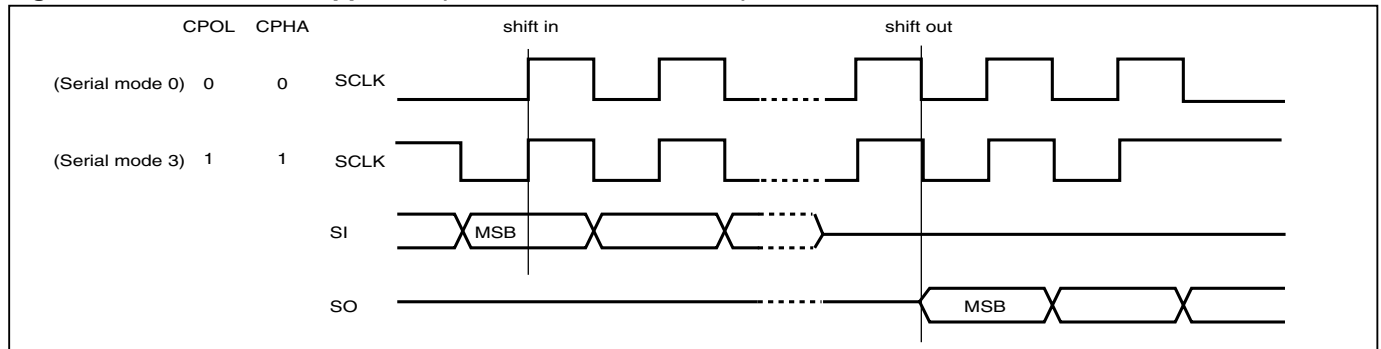 CPOL CPHA shift in shift out
(Serial mode 0) 0 0 SCLK
(Serial mode 3) 1 1 SCLK
SI MSB
SO MSB